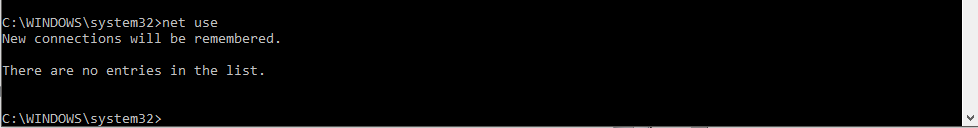 C:\WINDOWS\system32>net use
New connections will be remembered.
There are no entries in the list.
C:\WINDOWS\system32>